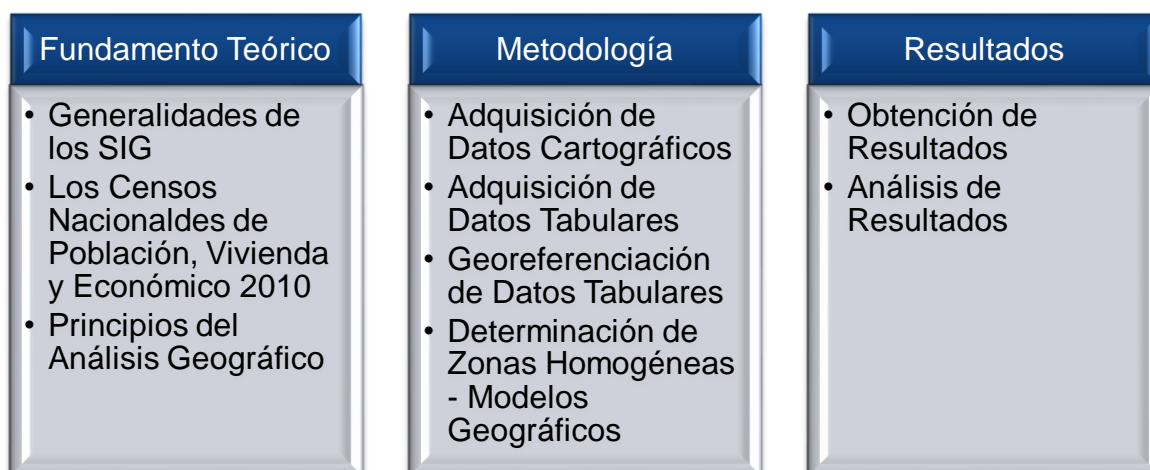 Fundamento Teórico
• Generalidades de
los SIG
• Los Censos
Nacionaldes de
Población, Vivienda
y Económico 2010
• Principios del
Análisis Geográfico
Metodología
• Adquisición de
Datos Cartográficos
• Adquisición de
Datos Tabulares
• Georeferenciación
de Datos Tabulares
• Determinación de
Zonas Homogéneas
- Modelos
Geográficos
Resultados
• Obtención de
Resultados
• Análisis de
Resultados